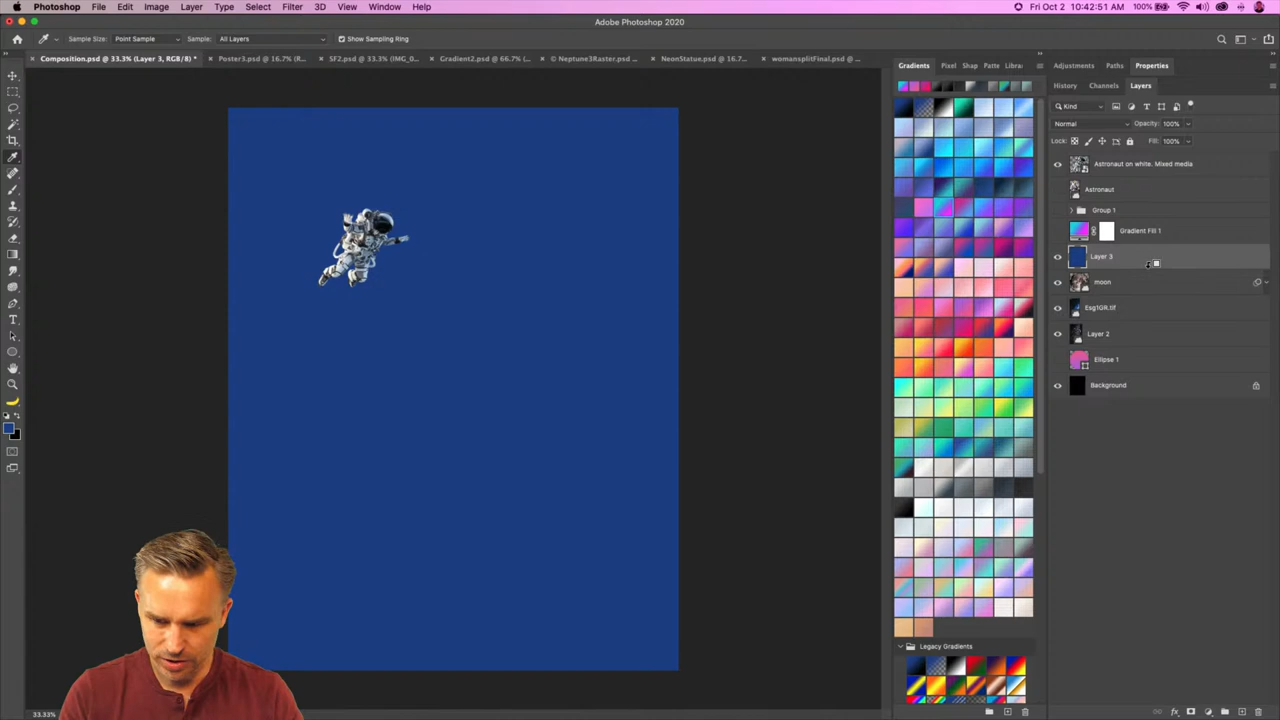 Photoshop File Edit Image Layer Type Select Filter 3D View Window Help 100% Fri Oct 2 10:42:51 AM
Adobe Photoshop 2020
Sample Size: Point Sample Sample: All Layers Show Sampling Ring
Composition.psd @ 33.3% (Layer 3, RGB/8) * Poster3.psd @ 16.7% (R... SF2.psd @ 33.3% (IMG_0... Gradient2.psd @ 66.7% (... © Neptune3Raster.psd ... NeonStatue.psd @ 16.7... womansplitFinal.psd @ ...
Gradients Pixel Shap Patte Libra Adjustments Paths Properties
History Channels Layers
Kind
Normal Opacity: 100%
Lock: Fill: 100%
Astronaut on white. Mixed media
Astronaut
Group 1
Gradient Fill 1
Layer 3
moon
Esg1GR.tif
Layer 2
Ellipse 1
Background
Legacy Gradients
33.33%